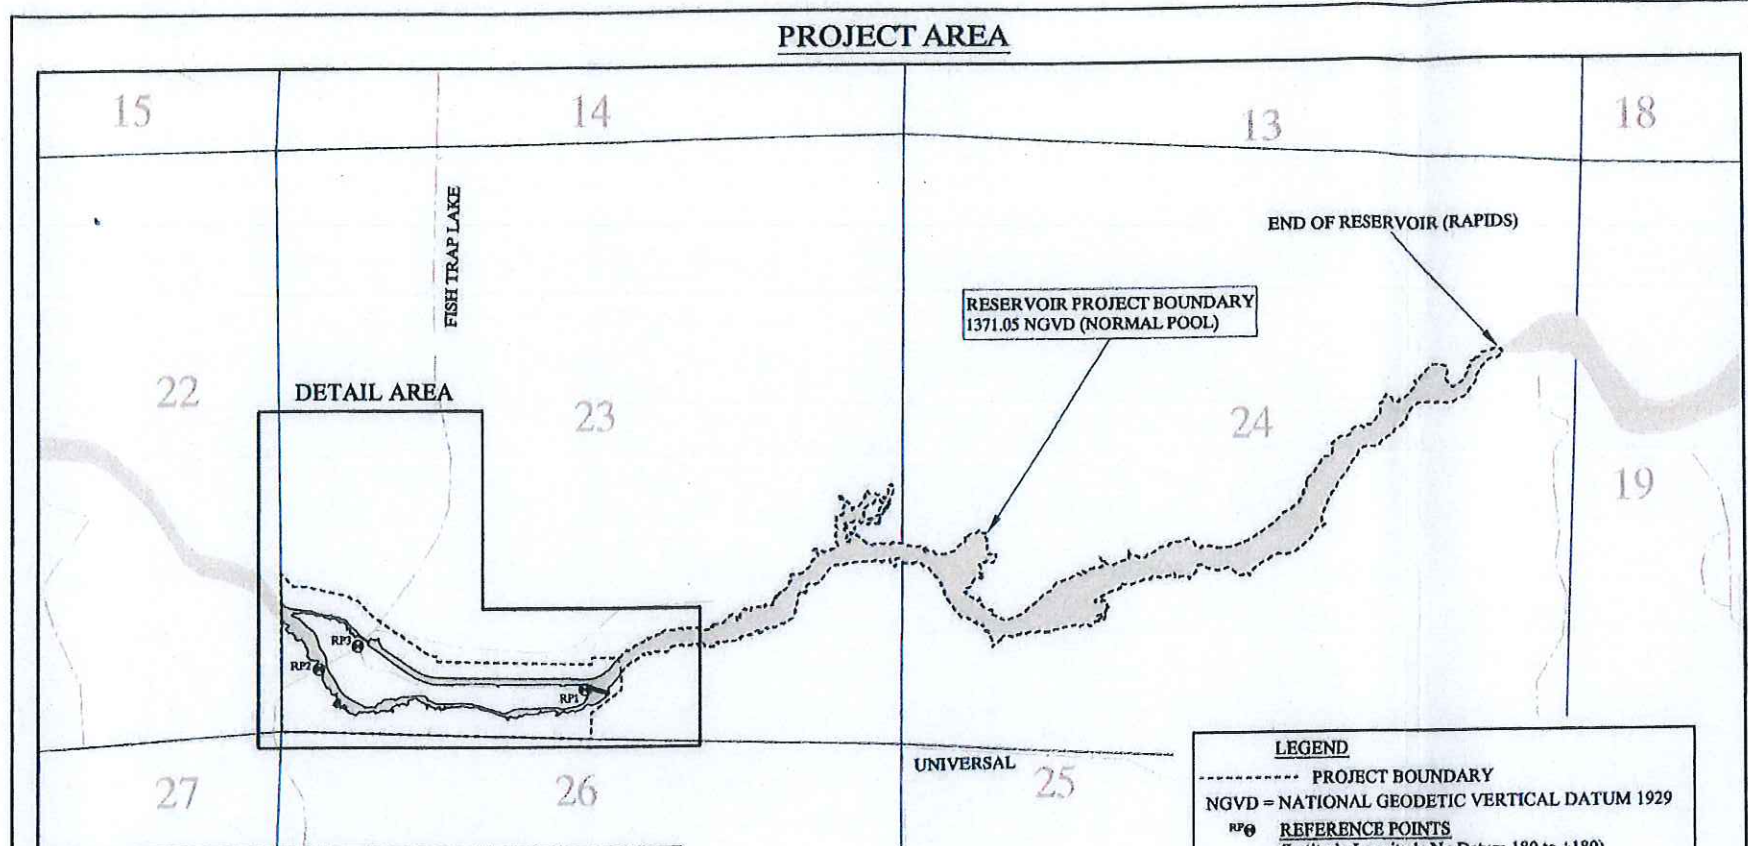 PROJECT AREA
15
14
13
18
FISH TRAP LAKE
END OF RESERVOIR (RAPIDS)
RESERVOIR PROJECT BOUNDARY
1371.05 NGVD (NORMAL POOL)
22
DETAIL AREA
23
24
19
RP3
RP2
RP1
UNIVERSAL
27
26
25
LEGEND
PROJECT BOUNDARY
NGVD = NATIONAL GEODETIC VERTICAL DATUM 1929
RP REFERENCE POINTS